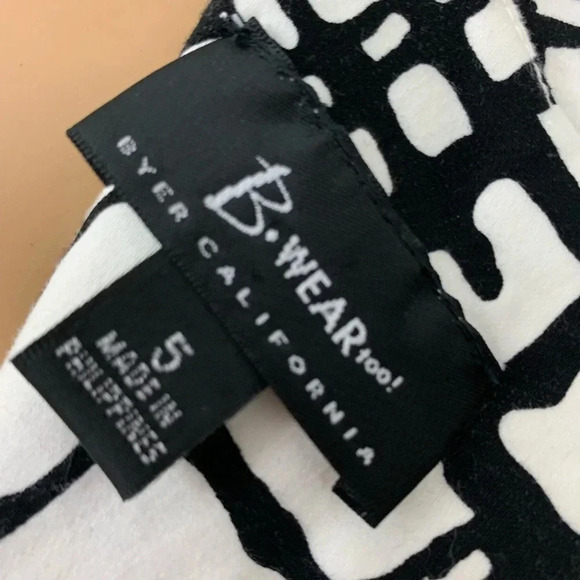 B•WEAR too!
BYER CALIFORNIA
5
MADE IN
PHILIPPINES